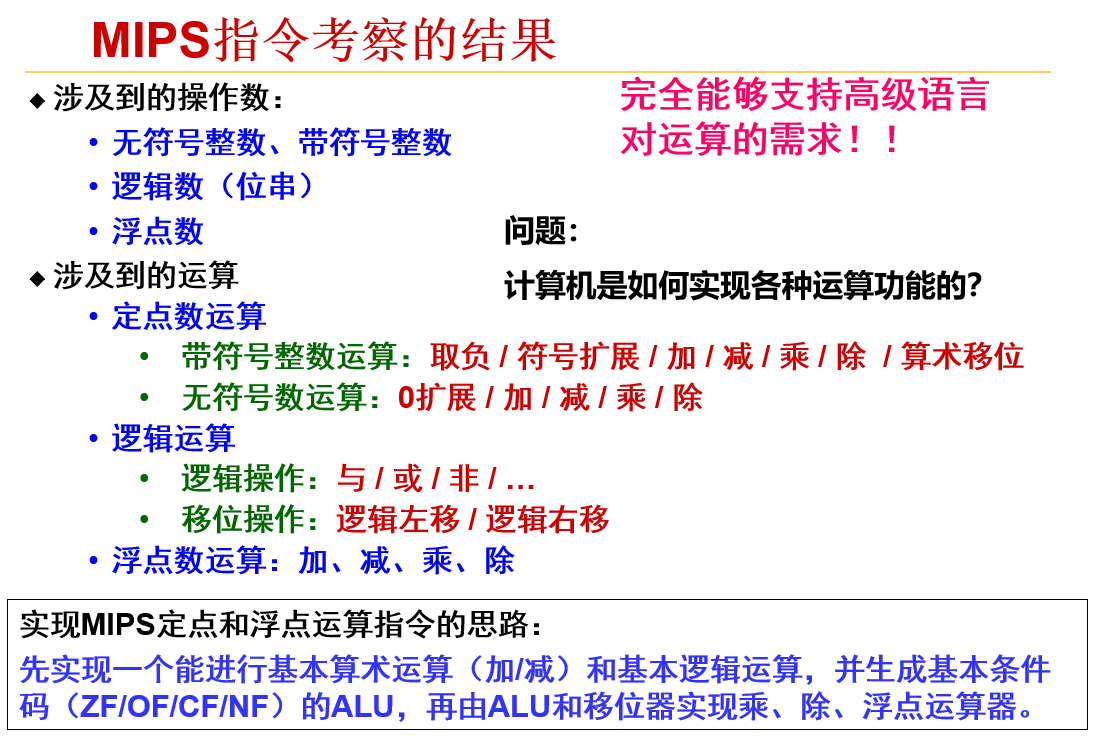 MIPS指令考察的结果
◆ 涉及到的操作数：
• 无符号整数、带符号整数
• 逻辑数（位串）
• 浮点数
完全能够支持高级语言
对运算的需求！！
问题：
计算机是如何实现各种运算功能的？
◆ 涉及到的运算
• 定点数运算
• 带符号整数运算：取负 / 符号扩展 / 加 / 减 / 乘 / 除 / 算术移位
• 无符号数运算：0扩展 / 加 / 减 / 乘 / 除
• 逻辑运算
• 逻辑操作：与 / 或 / 非 / …
• 移位操作：逻辑左移 / 逻辑右移
• 浮点数运算：加、减、乘、除
实现MIPS定点和浮点运算指令的思路：
先实现一个能进行基本算术运算（加/减）和基本逻辑运算，并生成基本条件
码（ZF/OF/CF/NF）的ALU，再由ALU和移位器实现乘、除、浮点运算器。